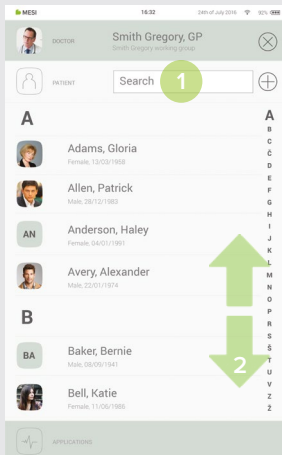 MESI 16:32 24th of July 2016 92%
DOCTOR
Smith Gregory, GP
Smith Gregory working group
PATIENT
Search
1
A
Adams, Gloria
Female, 13/03/1958
Allen, Patrick
Male, 28/12/1983
AN
Anderson, Haley
Female, 04/01/1991
Avery, Alexander
Male, 22/01/1974
B
BA
Baker, Bernie
Male, 08/09/1941
Bell, Katie
Female, 11/06/1986
2
A
B
C
Č
D
E
F
G
H
I
J
K
L
M
N
O
P
R
S
Š
T
U
V
Z
Ž
APPLICATIONS